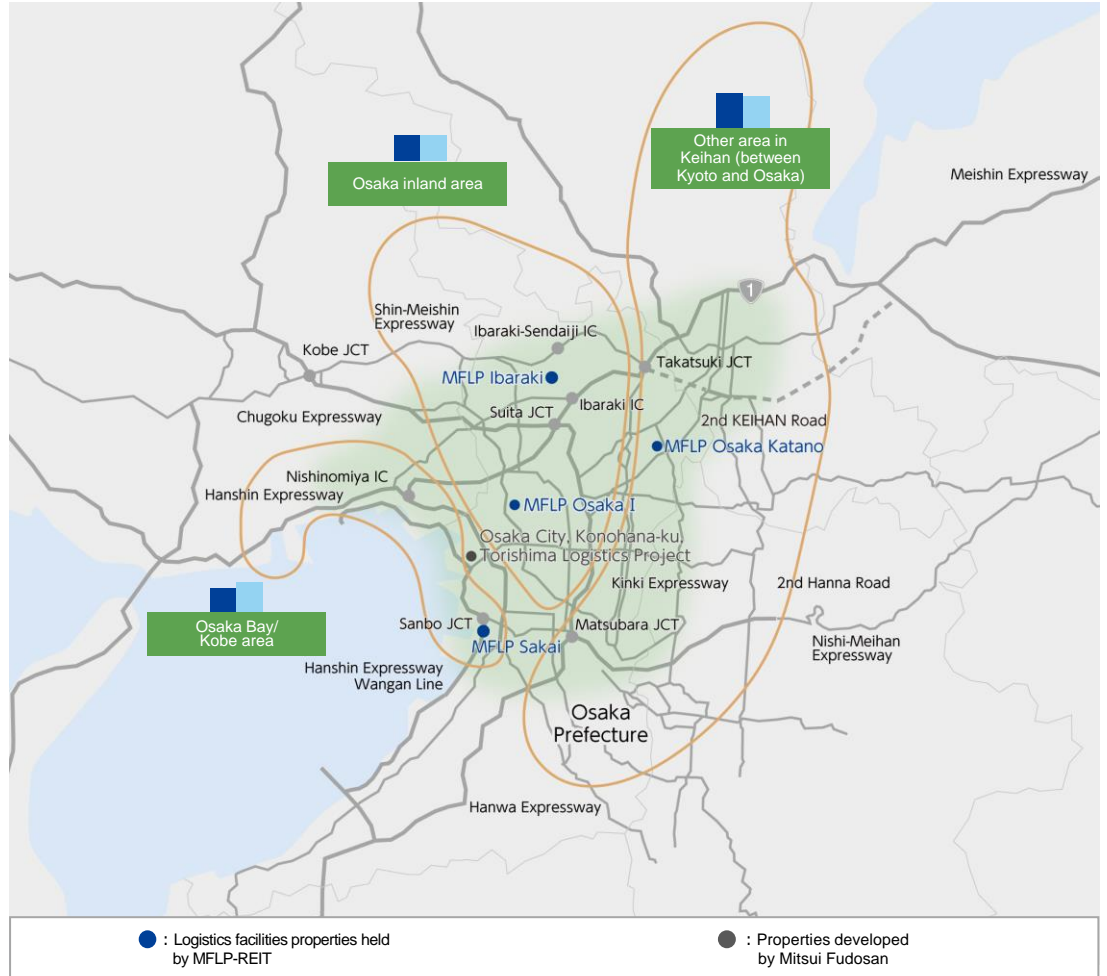 Other area in
Keihan (between
Kyoto and Osaka)
Osaka inland area
Meishin Expressway
1
Shin-Meishin
Expressway
Ibaraki-Sendaiji IC
Kobe JCT
Takatsuki JCT
MFLP Ibaraki
Ibaraki IC
Chugoku Expressway
Suita JCT
2nd KEIHAN Road
MFLP Osaka Katano
Nishinomiya IC
Hanshin Expressway
MFLP Osaka I
Osaka City, Konohana-ku,
Torishima Logistics Project
Kinki Expressway
2nd Hanna Road
Osaka Bay/
Kobe area
Sanbo JCT
Matsubara JCT
MFLP Sakai
Nishi-Meihan
Expressway
Hanshin Expressway
Wangan Line
Osaka
Prefecture
Hanwa Expressway
: Logistics facilities properties held
by MFLP-REIT
: Properties developed
by Mitsui Fudosan